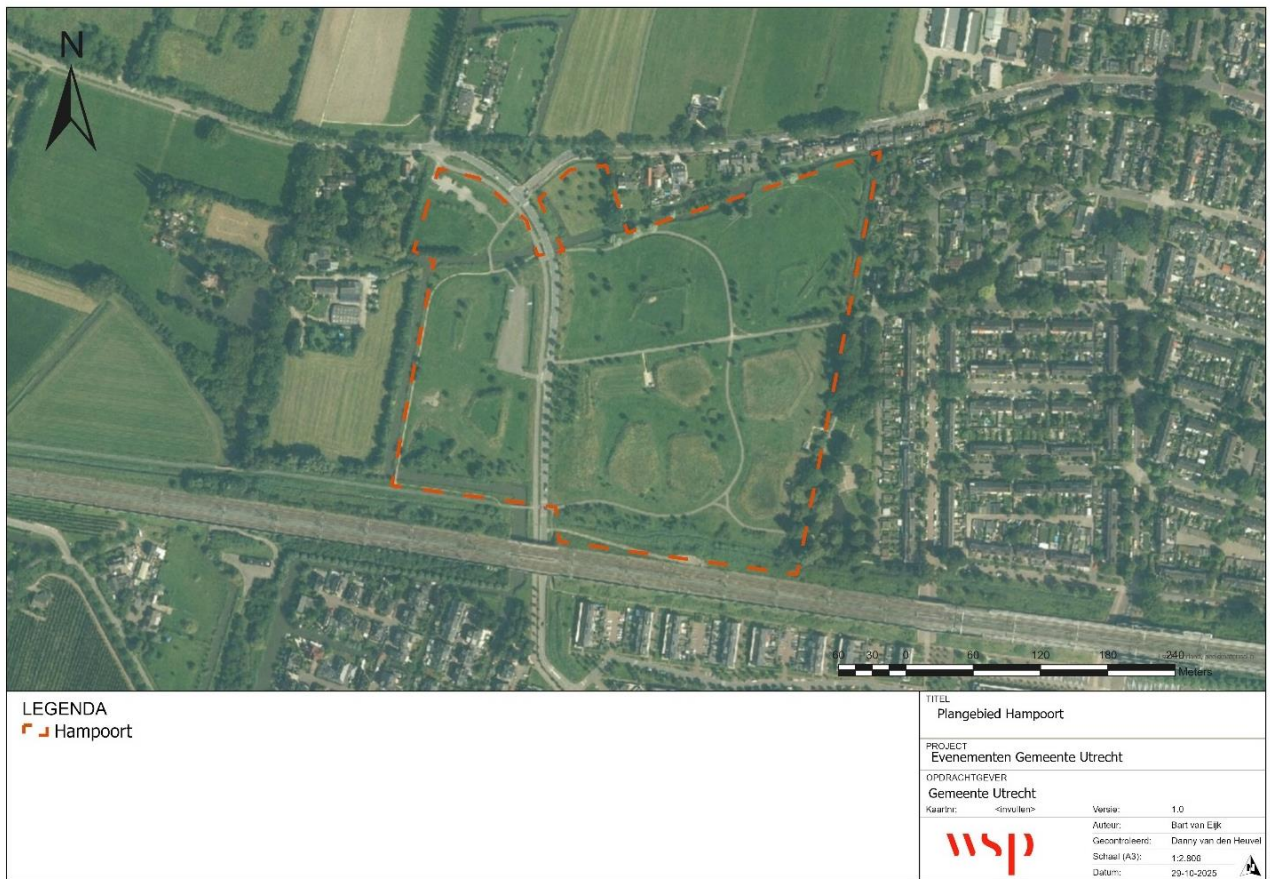 N
60 30 0 60 120 180 240
Meters
LEGENDA
Hampoort
TITEL
Plangebied Hampoort
PROJECT
Evenementen Gemeente Utrecht
OPDRACHTGEVER
Gemeente Utrecht
Kaartnr: <invullen> Versie: 1.0
Auteur: Bart van Eijk
Gecontroleerd: Danny van den Heuvel
Schaal (A3): 1:2.800
Datum: 29-10-2025
wsp